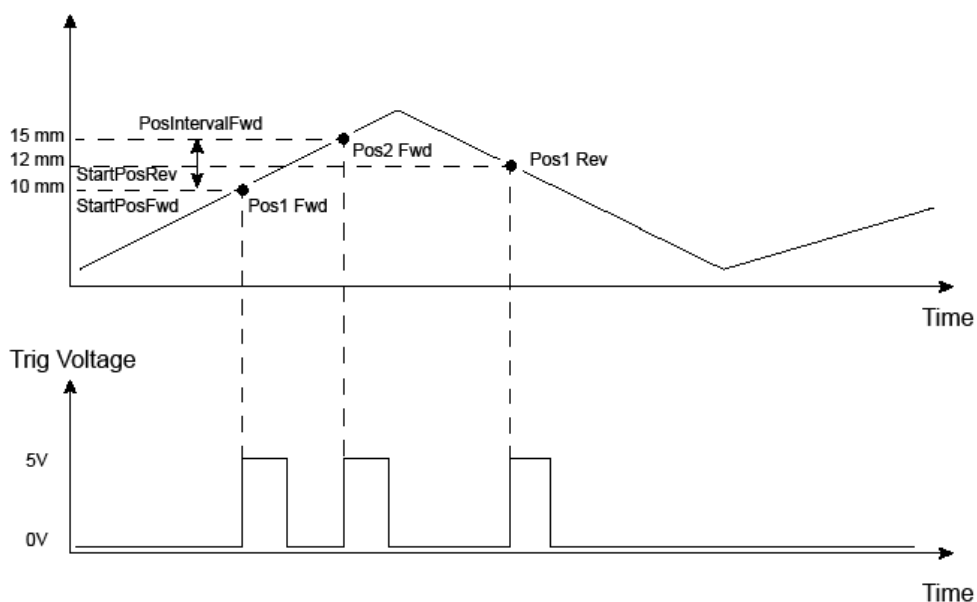 15 mm
PosIntervalFwd
Pos2 Fwd
12 mm
StartPosRev
Pos1 Rev
10 mm
StartPosFwd
Pos1 Fwd
Time
Trig Voltage
5V
0V
Time